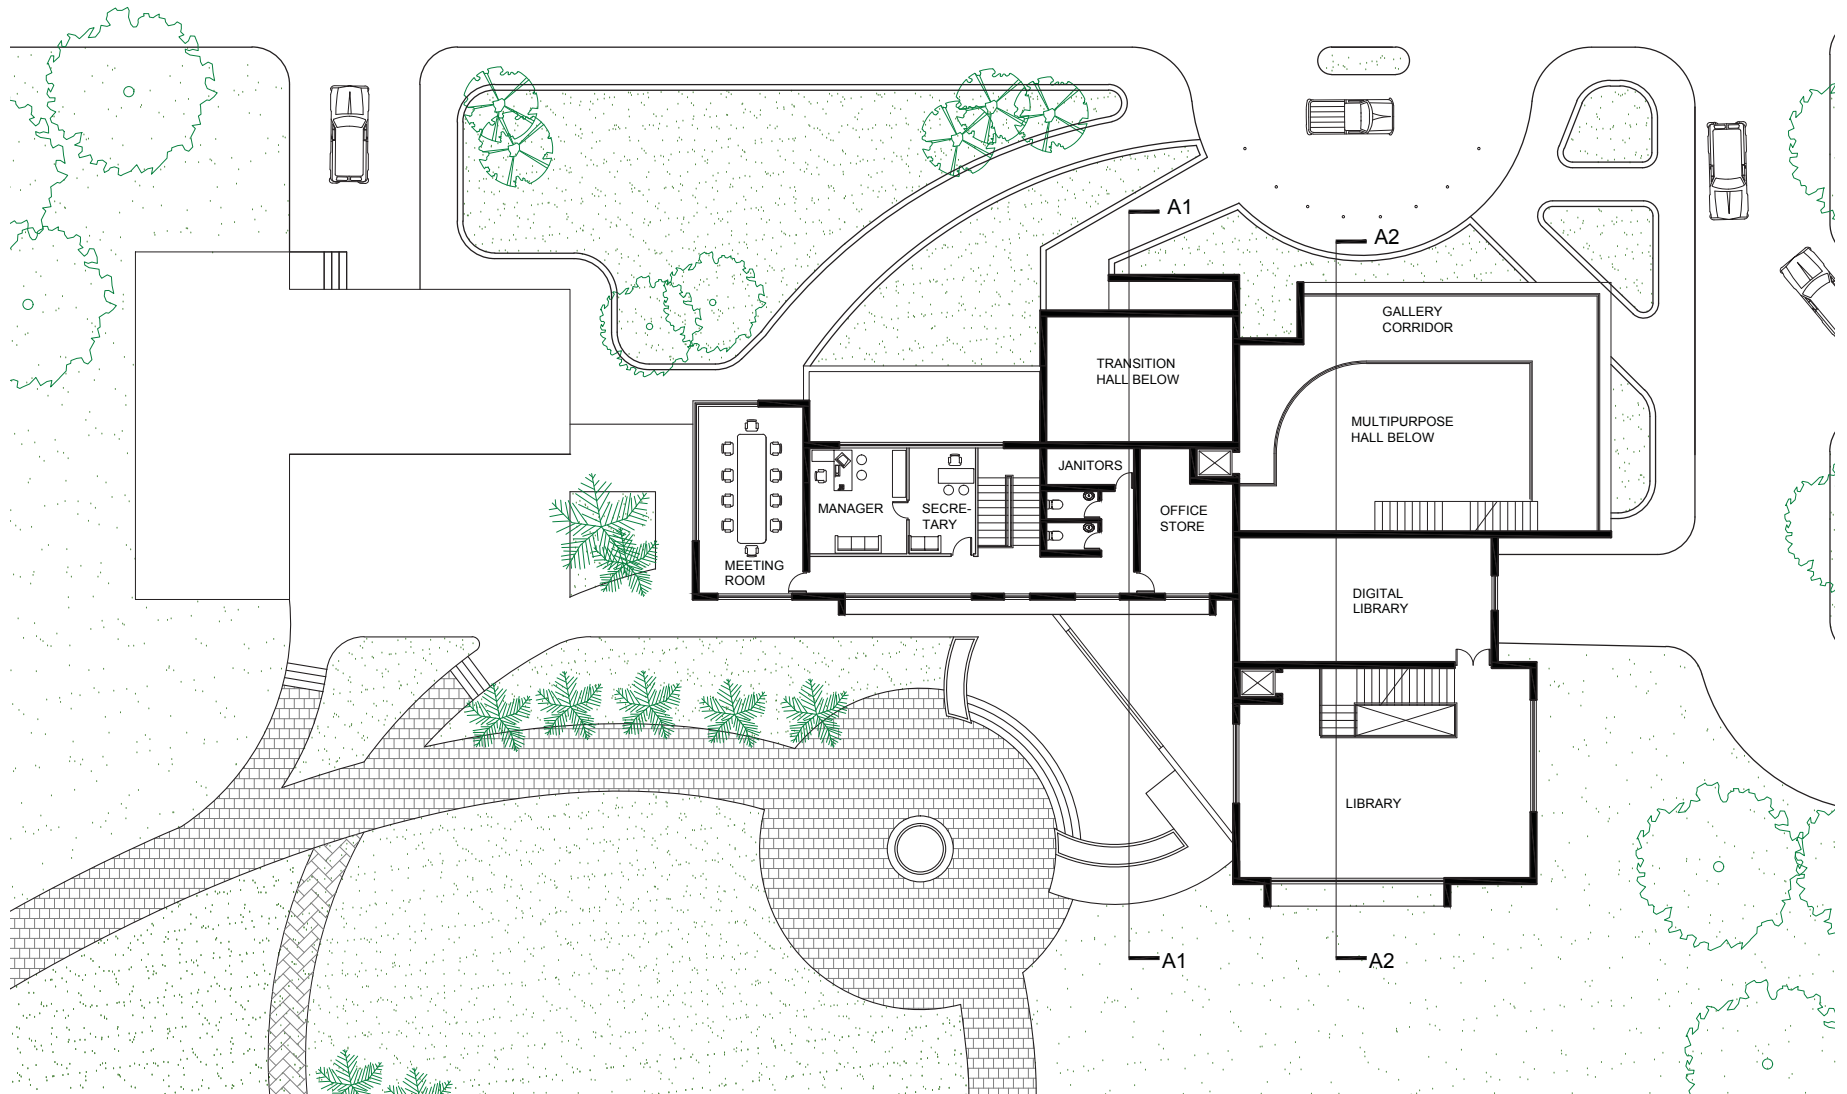 A1
A2
GALLERY
CORRIDOR
TRANSITION
HALL BELOW
MULTIPURPOSE
HALL BELOW
JANITORS
MANAGER
SECRE-
TARY
OFFICE
STORE
MEETING
ROOM
DIGITAL
LIBRARY
LIBRARY
A1
A2